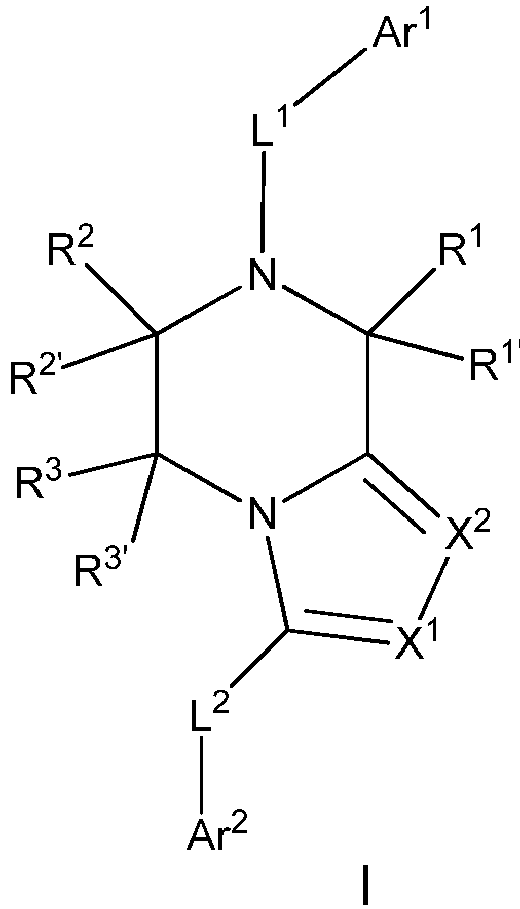 Ar¹
L¹
R² N R¹
R²' R¹'
R³ N X²
R³'
X¹
L²
Ar²
I